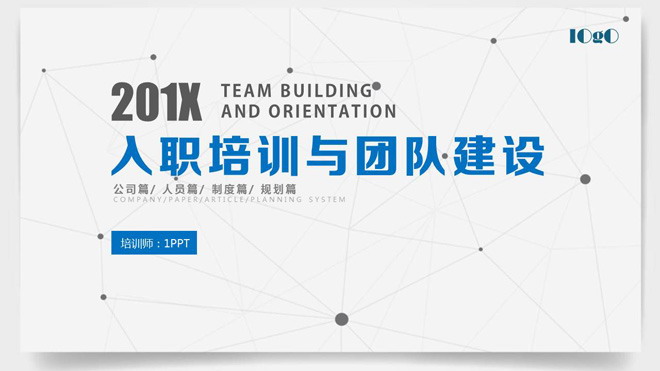 lOgO
201X
TEAM BUILDING
AND ORIENTATION
入职培训与团队建设
公司篇/ 人员篇/ 制度篇/ 规划篇
COMPANY/PAPER/ARTICLE/PLANNING SYSTEM
培训师：1PPT